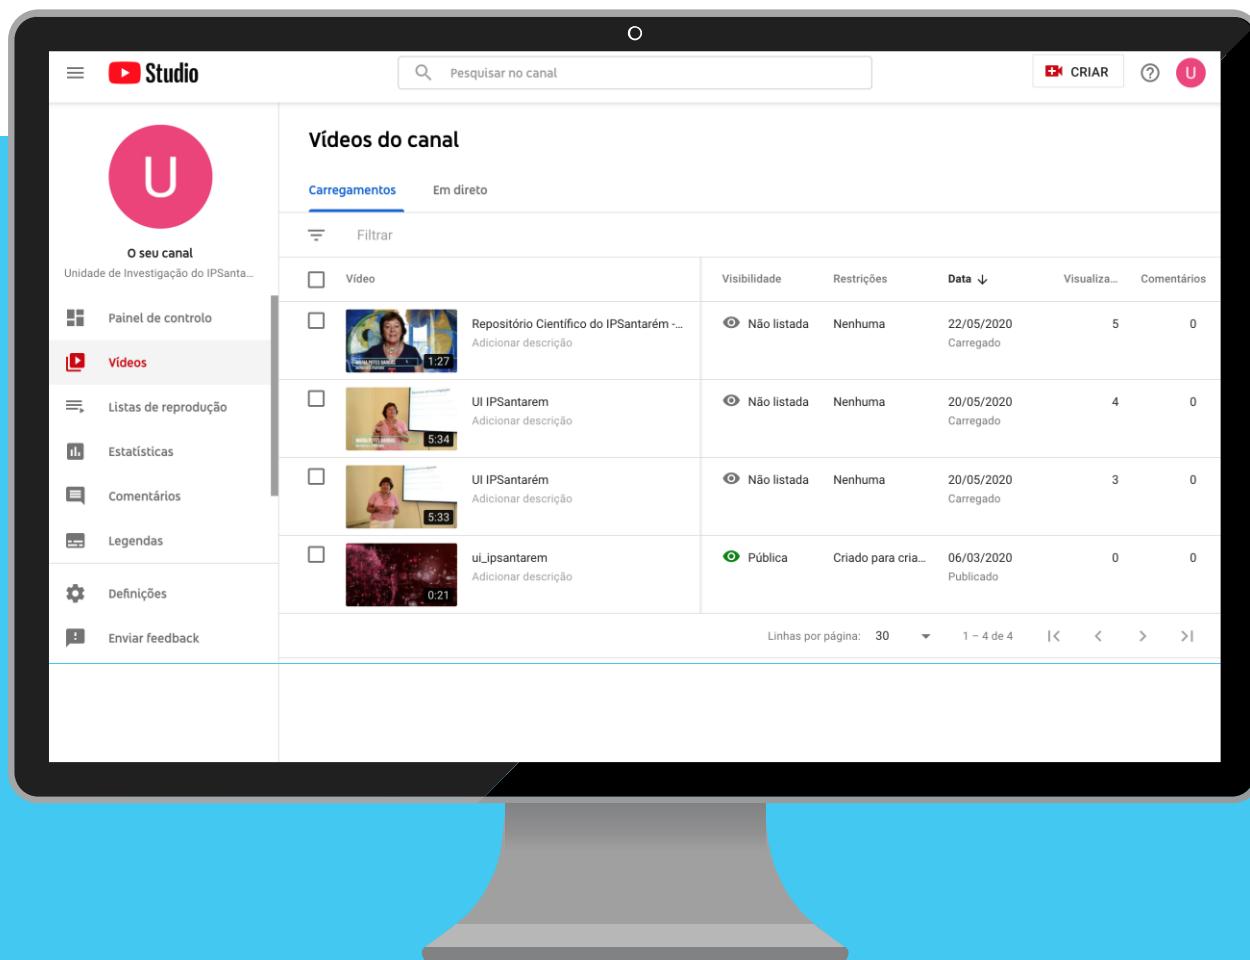 Studio
Pesquisar no canal
CRIAR
U
U
O seu canal
Unidade de Investigação do IPSanta...
Painel de controlo
Vídeos
Listas de reprodução
Estatísticas
Comentários
Legendas
Definições
Enviar feedback
Vídeos do canal
Carregamentos Em direto
Filtrar
Vídeo Visibilidade Restrições Data Visualiza... Comentários
1:27 Repositório Científico do IPSantarém -... Não listada Nenhuma 22/05/2020 5 0
Adicionar descrição Carregado
5:34 UI IPSantarem Não listada Nenhuma 20/05/2020 4 0
Adicionar descrição Carregado
5:33 UI IPSantarém Não listada Nenhuma 20/05/2020 3 0
Adicionar descrição Carregado
0:21 ui_ipsantarem Pública Criado para cria... 06/03/2020 0 0
Adicionar descrição Publicado
Linhas por página: 30 1 – 4 de 4